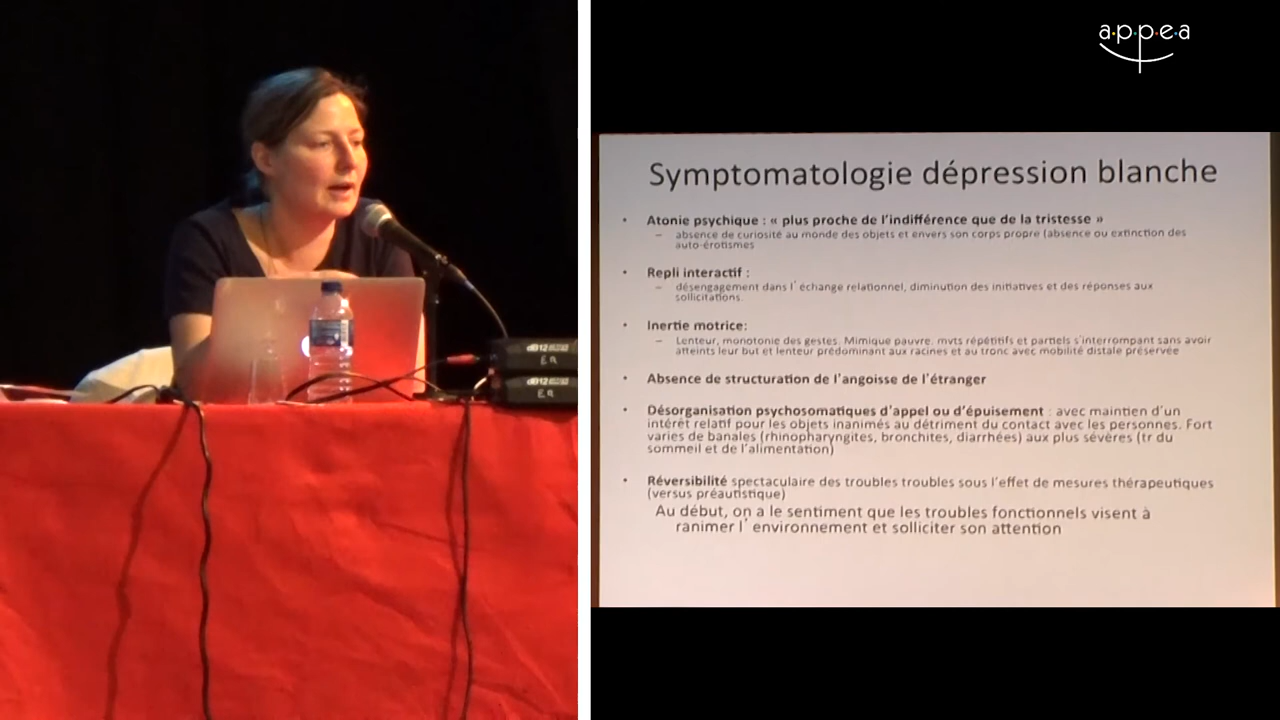 a·p·p·e·a
Symptomatologie dépression blanche
• Atonie psychique : « plus proche de l'indifférence que de la tristesse »
– absence de curiosité au monde des objets et envers son corps propre (absence ou extinction des
auto-érotismes
• Repli interactif :
– désengagement dans l' échange relationnel, diminution des initiatives et des réponses aux
sollicitations.
• Inertie motrice:
– Lenteur, monotonie des gestes. Mimique pauvre. mvts répétitifs et partiels s'interrompant sans avoir
atteints leur but et lenteur prédominant aux racines et au tronc avec mobilité distale préservée
• Absence de structuration de l'angoisse de l'étranger
• Désorganisation psychosomatiques d'appel ou d'épuisement : avec maintien d'un
intérêt relatif pour les objets inanimés au détriment du contact avec les personnes. Fort
varies de banales (rhinopharyngites, bronchites, diarrhées) aux plus sévères (tr du
sommeil et de l'alimentation)
• Réversibilité spectaculaire des troubles troubles sous l'effet de mesures thérapeutiques
(versus préautistique)
Au début, on a le sentiment que les troubles fonctionnels visent à
ranimer l' environnement et solliciter son attention
dB12
ER
dB12
ER